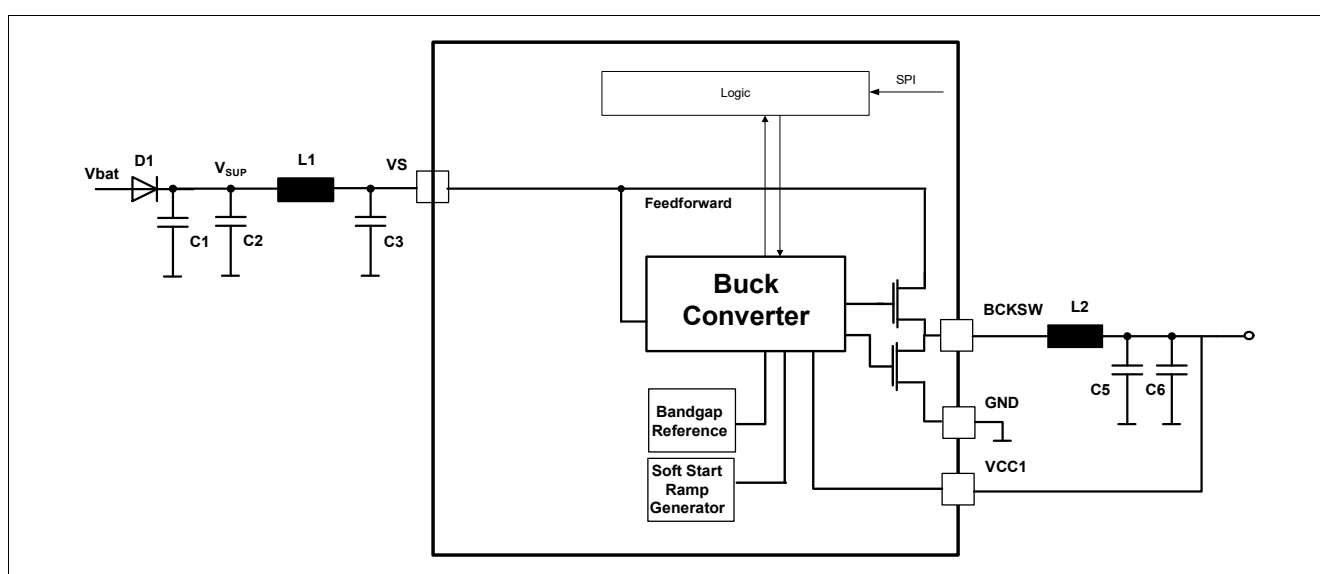 Logic
SPI
Vbat
D1
VSUP
L1
VS
C1
C2
C3
Feedforward
Buck
Converter
BCKSW
L2
C5
C6
GND
Bandgap
Reference
VCC1
Soft Start
Ramp
Generator